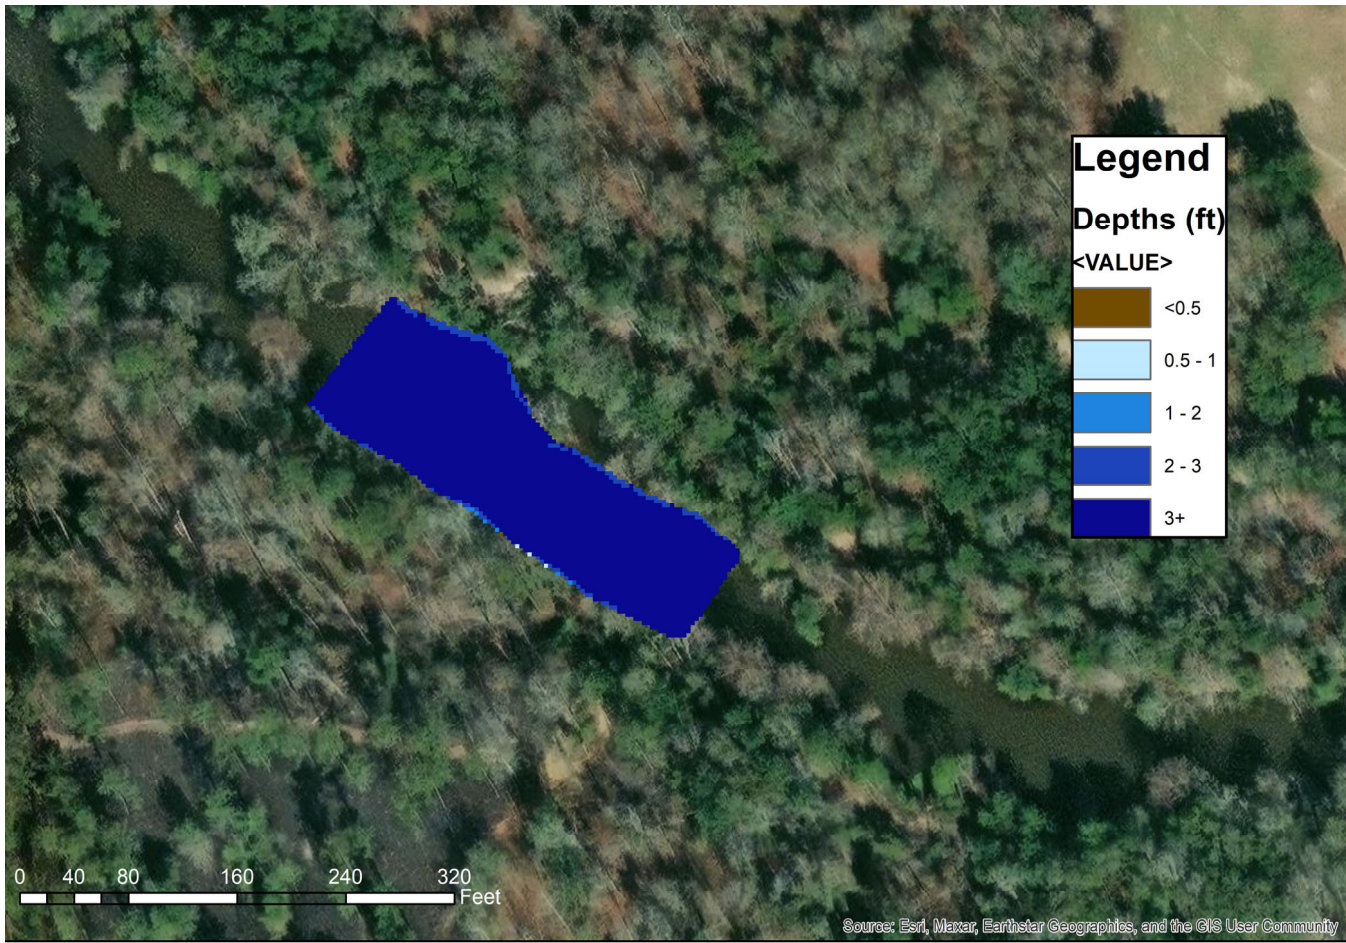 Legend
Depths (ft)
<VALUE>
<0.5
0.5 - 1
1 - 2
2 - 3
3+
0 40 80 160 240 320
Feet
Source: Esri, Maxar, Earthstar Geographics, and the GIS User Community